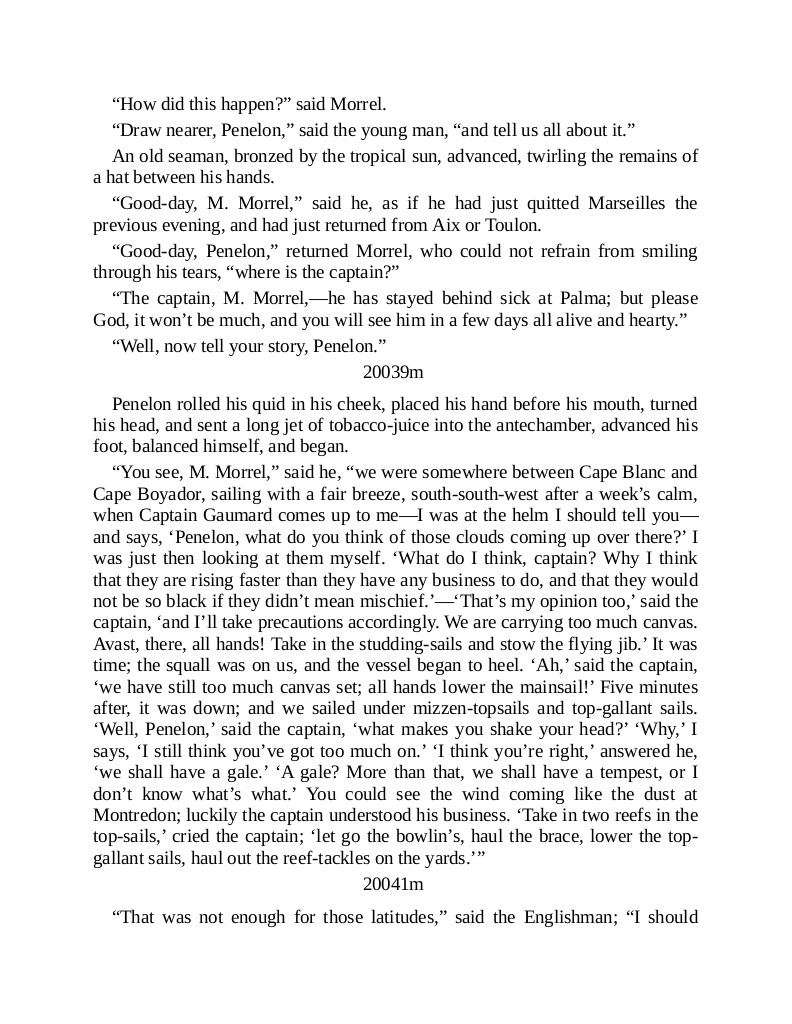 “How did this happen?” said Morrel.
“Draw nearer, Penelon,” said the young man, “and tell us all about it.”
An old seaman, bronzed by the tropical sun, advanced, twirling the remains of
a hat between his hands.
“Good-day, M. Morrel,” said he, as if he had just quitted Marseilles the
previous evening, and had just returned from Aix or Toulon.
“Good-day, Penelon,” returned Morrel, who could not refrain from smiling
through his tears, “where is the captain?”
“The captain, M. Morrel,—he has stayed behind sick at Palma; but please
God, it won’t be much, and you will see him in a few days all alive and hearty.”
“Well, now tell your story, Penelon.”
20039m
Penelon rolled his quid in his cheek, placed his hand before his mouth, turned
his head, and sent a long jet of tobacco-juice into the antechamber, advanced his
foot, balanced himself, and began.
“You see, M. Morrel,” said he, “we were somewhere between Cape Blanc and
Cape Boyador, sailing with a fair breeze, south-south-west after a week’s calm,
when Captain Gaumard comes up to me—I was at the helm I should tell you—
and says, ‘Penelon, what do you think of those clouds coming up over there?’ I
was just then looking at them myself. ‘What do I think, captain? Why I think
that they are rising faster than they have any business to do, and that they would
not be so black if they didn’t mean mischief.’—‘That’s my opinion too,’ said the
captain, ‘and I’ll take precautions accordingly. We are carrying too much canvas.
Avast, there, all hands! Take in the studding-sails and stow the flying jib.’ It was
time; the squall was on us, and the vessel began to heel. ‘Ah,’ said the captain,
‘we have still too much canvas set; all hands lower the mainsail!’ Five minutes
after, it was down; and we sailed under mizzen-topsails and top-gallant sails.
‘Well, Penelon,’ said the captain, ‘what makes you shake your head?’ ‘Why,’ I
says, ‘I still think you’ve got too much on.’ ‘I think you’re right,’ answered he,
‘we shall have a gale.’ ‘A gale? More than that, we shall have a tempest, or I
don’t know what’s what.’ You could see the wind coming like the dust at
Montredon; luckily the captain understood his business. ‘Take in two reefs in the
top-sails,’ cried the captain; ‘let go the bowlin’s, haul the brace, lower the top-
gallant sails, haul out the reef-tackles on the yards.’”
20041m
“That was not enough for those latitudes,” said the Englishman; “I should